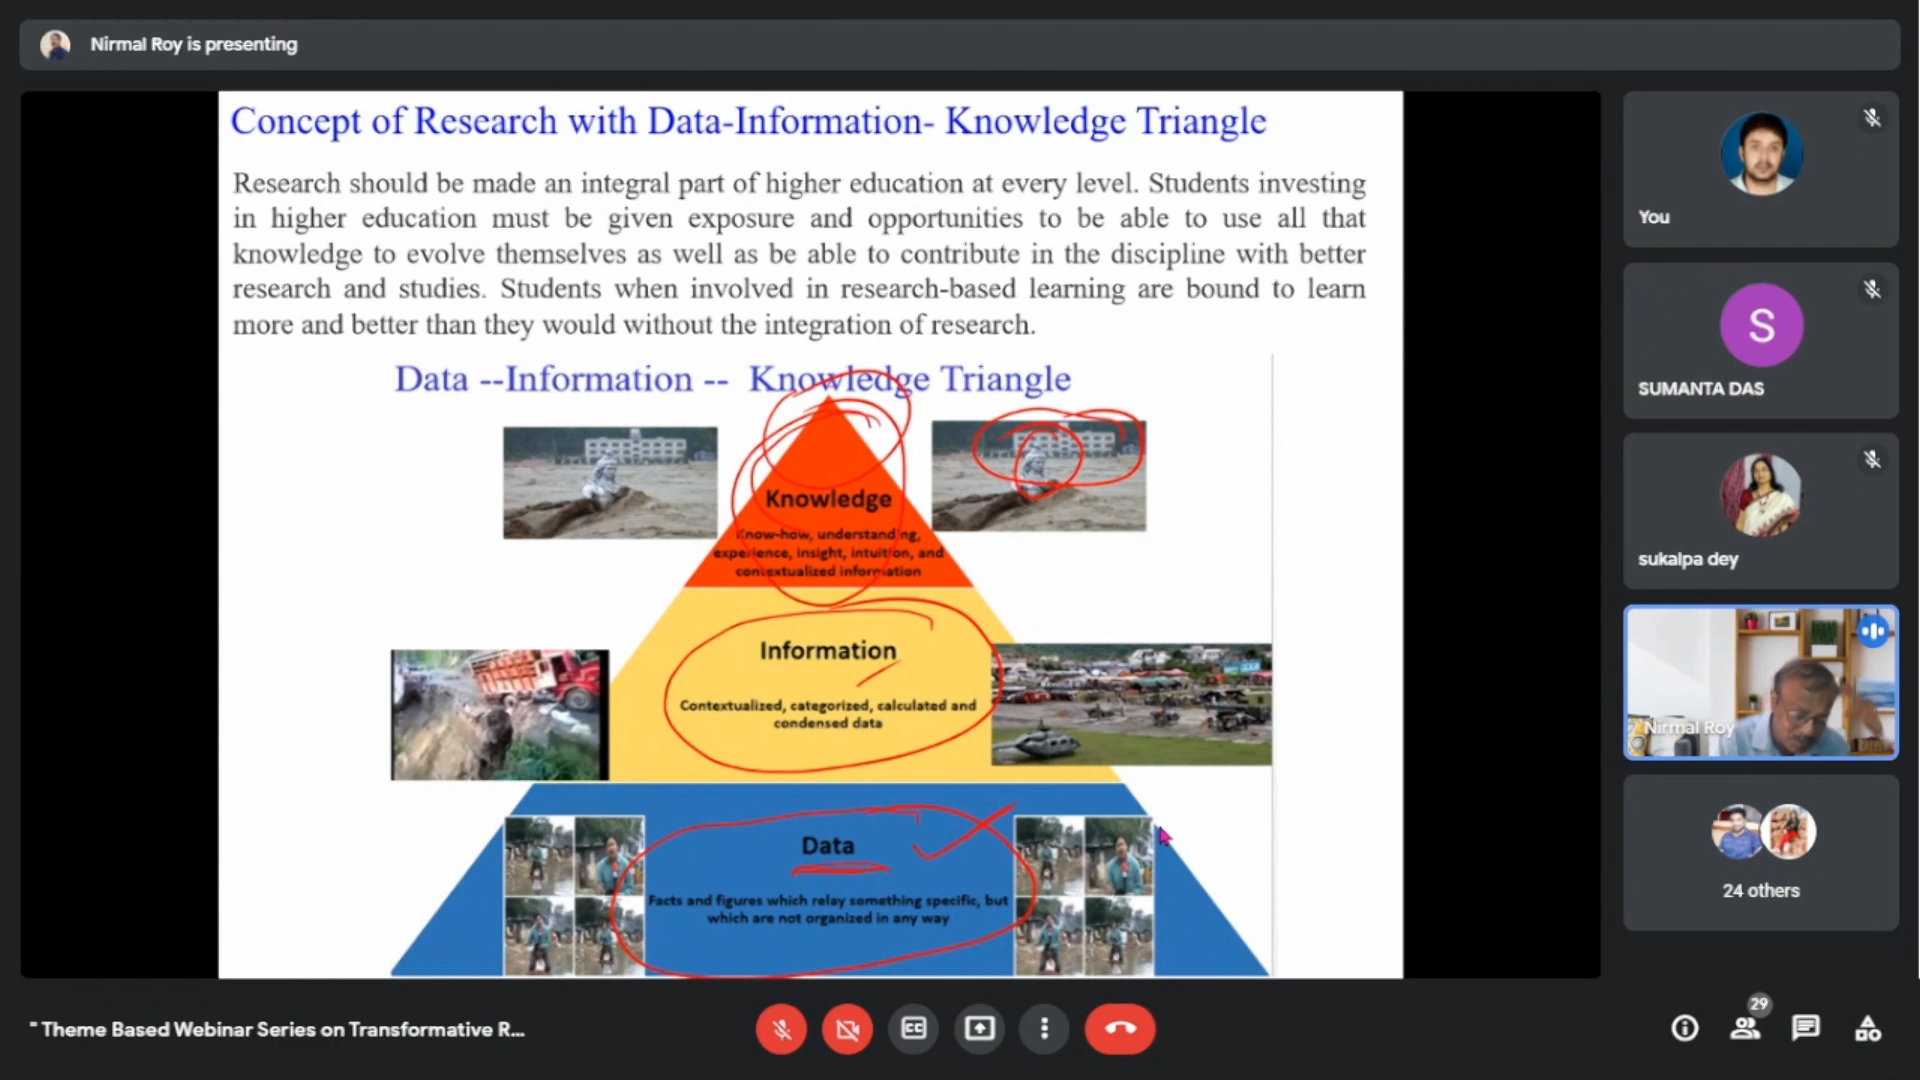 Nirmal Roy is presenting
Concept of Research with Data-Information- Knowledge Triangle
Research should be made an integral part of higher education at every level. Students investing
in higher education must be given exposure and opportunities to be able to use all that
knowledge to evolve themselves as well as be able to contribute in the discipline with better
research and studies. Students when involved in research-based learning are bound to learn
more and better than they would without the integration of research.
Data --Information -- Knowledge Triangle
Knowledge
Know-how, understanding,
experience, insight, intuition, and
contextualized information
Information
Contextualized, categorized, calculated and
condensed data
Data
Facts and figures which relay something specific, but
which are not organized in any way
You
S
SUMANTA DAS
sukalpa dey
Nirmal Roy
24 others
" Theme Based Webinar Series on Transformative R...
CC
29